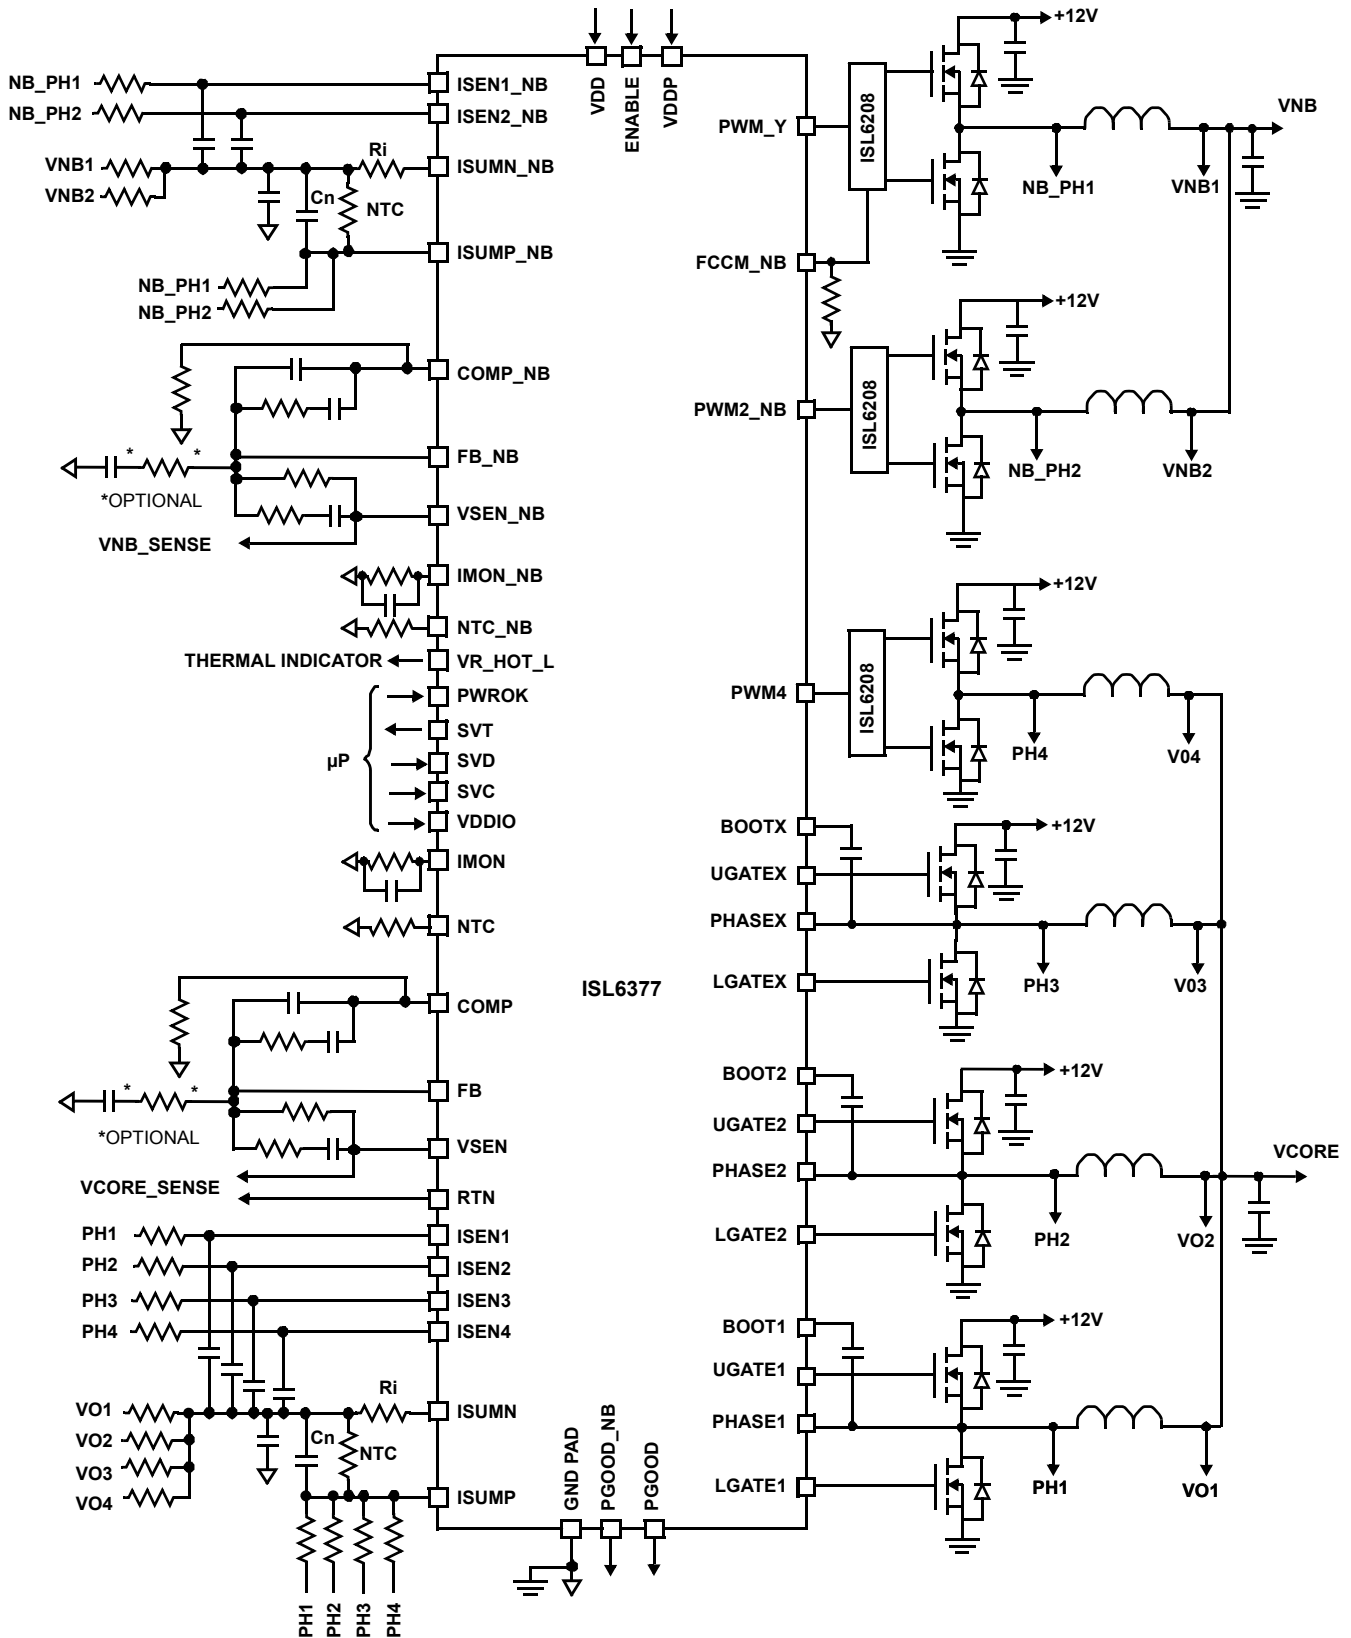 NB_PH1
NB_PH2
VNB1
VNB2
Ri
Cn
NTC
NB_PH1
NB_PH2
*
*
*OPTIONAL
VNB_SENSE
THERMAL INDICATOR
µP
*
*
*OPTIONAL
VCORE_SENSE
PH1
PH2
PH3
PH4
VO1
VO2
VO3
VO4
Ri
Cn
NTC
PH1
PH2
PH3
PH4
VDD
ENABLE
VDDP
ISEN1_NB
ISEN2_NB
ISUMN_NB
ISUMP_NB
COMP_NB
FB_NB
VSEN_NB
IMON_NB
NTC_NB
VR_HOT_L
PWROK
SVT
SVD
SVC
VDDIO
IMON
NTC
COMP
FB
VSEN
RTN
ISEN1
ISEN2
ISEN3
ISEN4
ISUMN
ISUMP
ISL6377
GND PAD
PGOOD_NB
PGOOD
PWM_Y
FCCM_NB
PWM2_NB
PWM4
BOOTX
UGATEX
PHASEX
LGATEX
BOOT2
UGATE2
PHASE2
LGATE2
BOOT1
UGATE1
PHASE1
LGATE1
ISL6208
+12V
NB_PH1
VNB1
VNB
ISL6208
+12V
NB_PH2
VNB2
ISL6208
+12V
PH4
V04
+12V
PH3
V03
+12V
PH2
VO2
VCORE
+12V
PH1
VO1